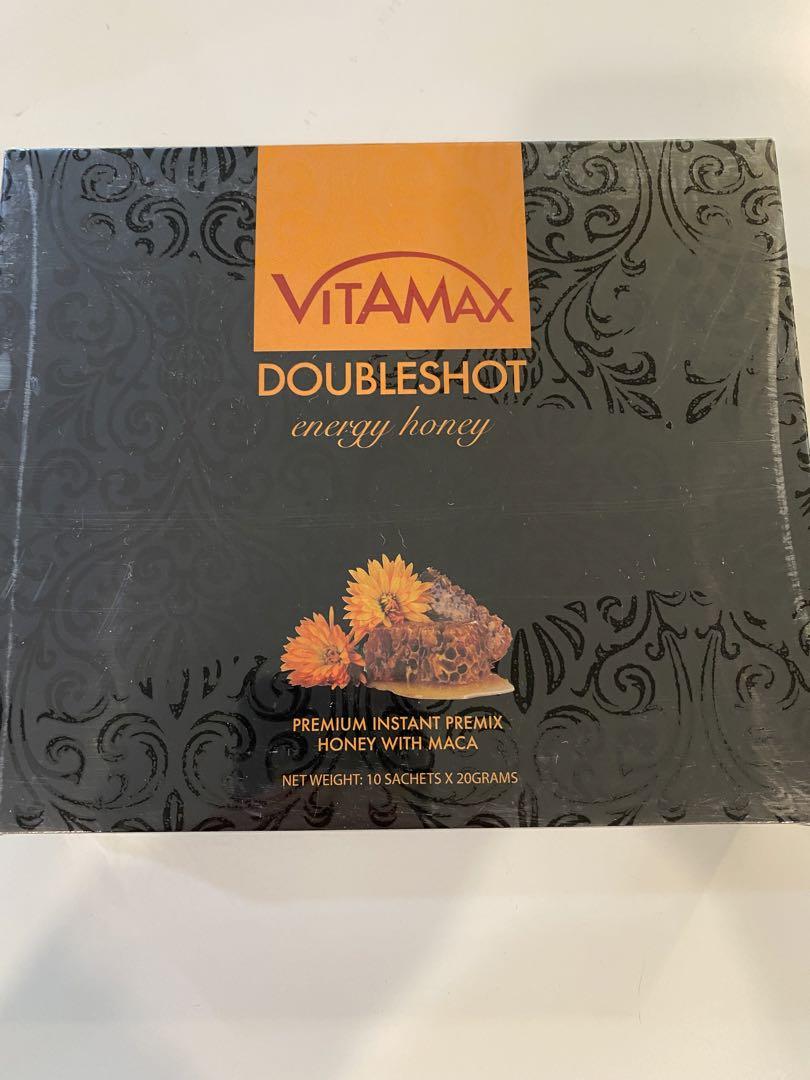 VITAMAX
DOUBLESHOT
energy honey
PREMIUM INSTANT PREMIX
HONEY WITH MACA
NET WEIGHT: 10 SACHETS X 20GRAMS